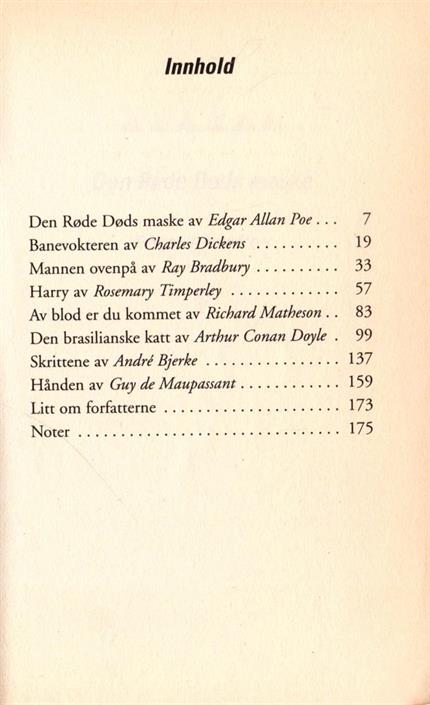 Innhold
Den Røde Døds maske av Edgar Allan Poe . . . 7
Banevokteren av Charles Dickens . . . . . . . . . . 19
Mannen ovenpå av Ray Bradbury . . . . . . . . . . 33
Harry av Rosemary Timperley . . . . . . . . . . . . . 57
Av blod er du kommet av Richard Matheson . . 83
Den brasilianske katt av Arthur Conan Doyle . 99
Skrittene av André Bjerke . . . . . . . . . . . . . . . . 137
Hånden av Guy de Maupassant . . . . . . . . . . . . 159
Litt om forfatterne . . . . . . . . . . . . . . . . . . . . . 173
Noter . . . . . . . . . . . . . . . . . . . . . . . . . . . . . . . 175